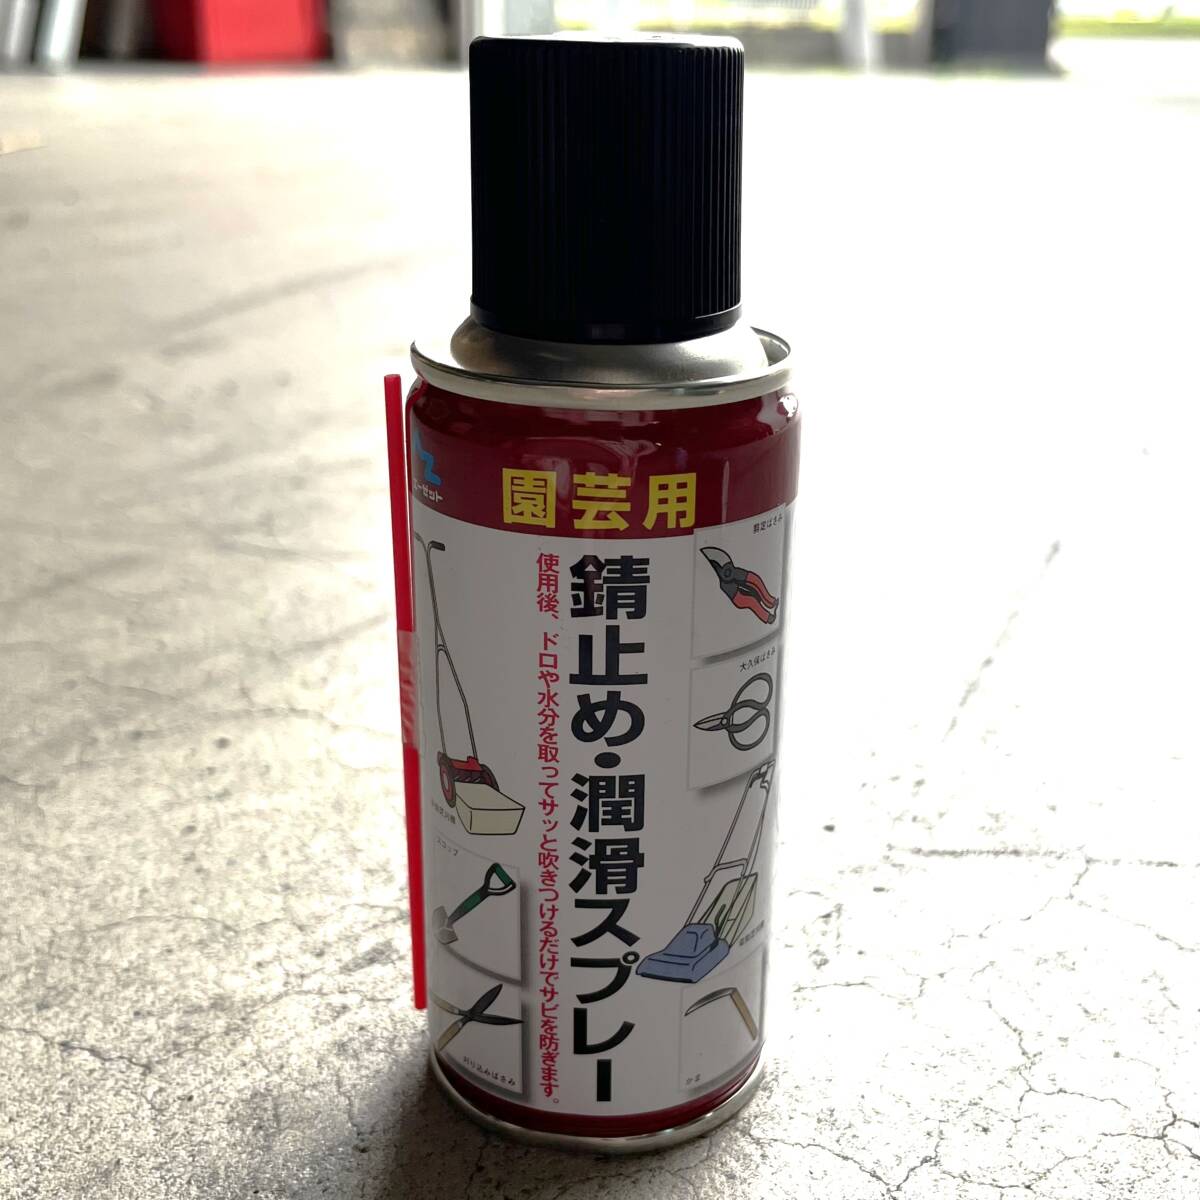 エーゼット
園芸用
錆止め・潤滑スプレー
使用後、ドロや水分を取ってサッと吹きつけるだけでサビを防ぎます。
剪定ばさみ
大久保ばさみ
スコップ
刈り込みばさみ
かま